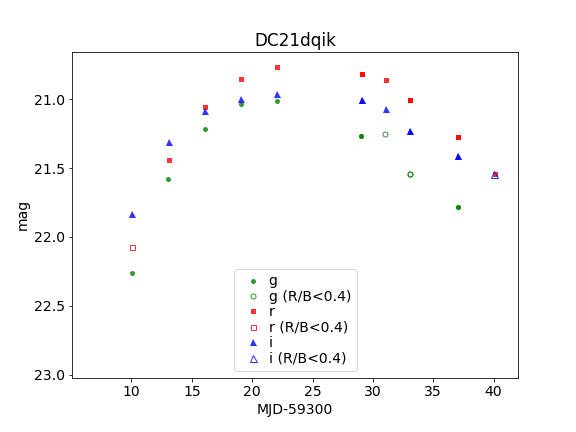 DC21dqik
mag
21.0
21.5
22.0
22.5
23.0
g
g (R/B<0.4)
r
r (R/B<0.4)
i
i (R/B<0.4)
10
15
20
25
30
35
40
MJD-59300